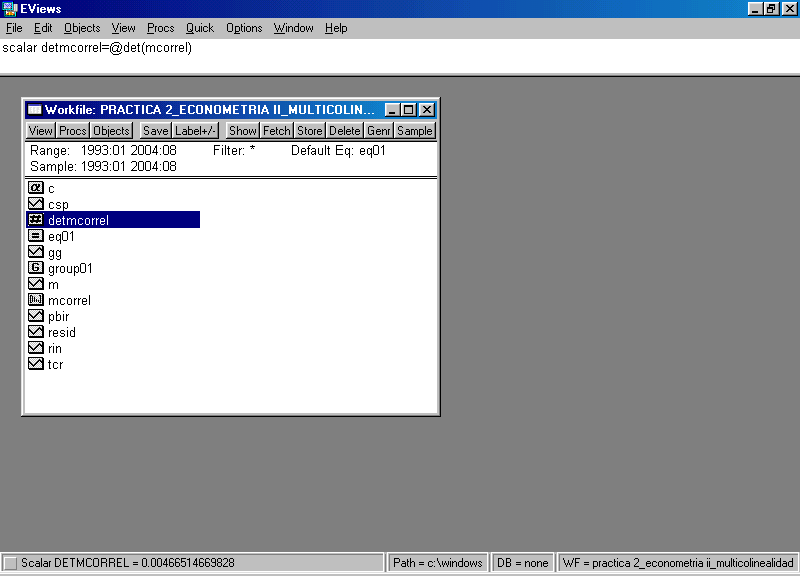 EViews
File Edit Objects View Procs Quick Options Window Help
scalar detmcorrel=@det(mcorrel)
Workfile: PRACTICA 2_ECONOMETRIA II_MULTICOLIN...
View Procs Objects Save Label+/- Show Fetch Store Delete Genr Sample
Range: 1993:01 2004:08 Filter: * Default Eq: eq01
Sample: 1993:01 2004:08
α c
csp
detmcorrel
eq01
gg
G group01
m
mcorrel
pbir
resid
rin
tcr
Scalar DETMCORREL = 0.00466514669828 Path = c:\windows DB = none WF = practica 2_econometria ii_multicolinealidad